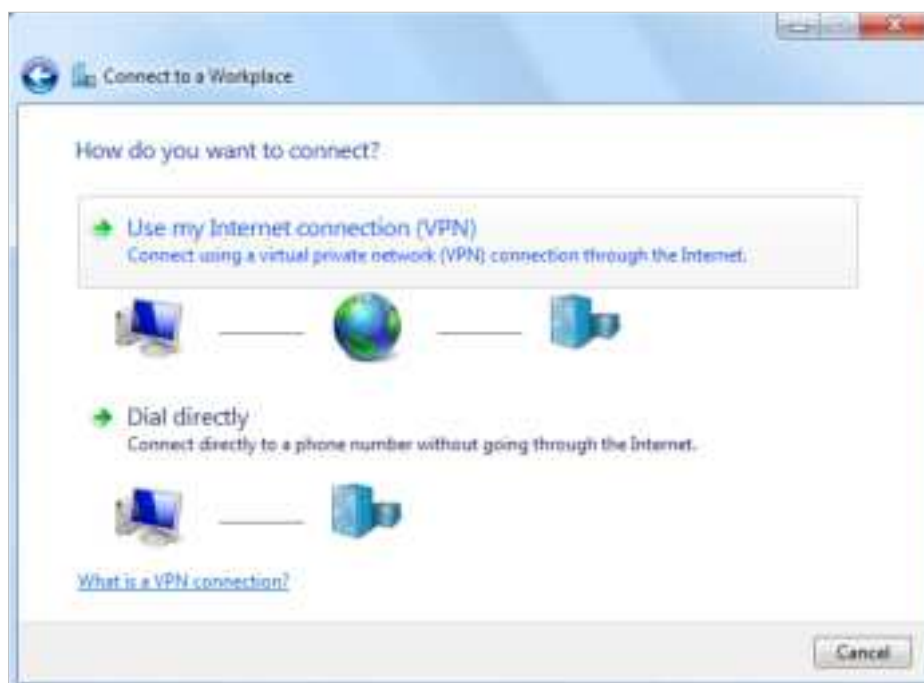 Connect to a Workplace
How do you want to connect?
Use my Internet connection (VPN)
Connect using a virtual private network (VPN) connection through the Internet.
Dial directly
Connect directly to a phone number without going through the Internet.
What is a VPN connection?
Cancel